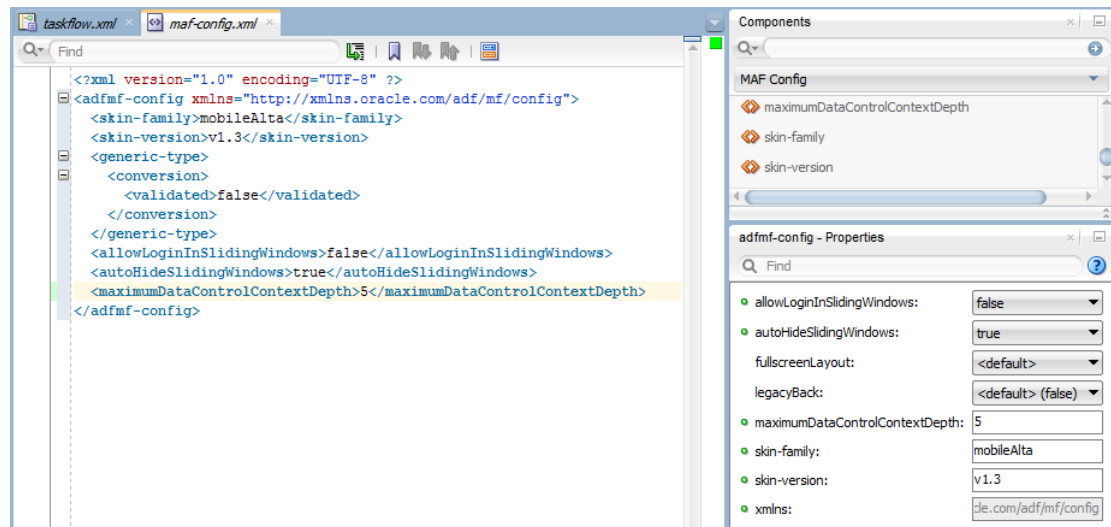 taskflow.xml
maf-config.xml
Find
<?xml version="1.0" encoding="UTF-8" ?>
<adfmf-config xmlns="http://xmlns.oracle.com/adf/mf/config">
<skin-family>mobileAlta</skin-family>
<skin-version>v1.3</skin-version>
<generic-type>
<conversion>
<validated>false</validated>
</conversion>
</generic-type>
<allowLoginInSlidingWindows>false</allowLoginInSlidingWindows>
<autoHideSlidingWindows>true</autoHideSlidingWindows>
<maximumDataControlContextDepth>5</maximumDataControlContextDepth>
</adfmf-config>
Components
MAF Config
maximumDataControlContextDepth
skin-family
skin-version
adfmf-config - Properties
Find
allowLoginInSlidingWindows: false
autoHideSlidingWindows: true
fullscreenLayout: <default>
legacyBack: <default> (false)
maximumDataControlContextDepth: 5
skin-family: mobileAlta
skin-version: v1.3
xmlns: cle.com/adf/mf/config